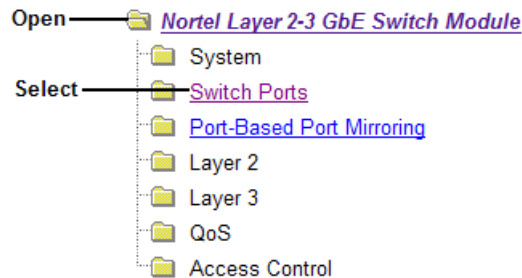 Open Nortel Layer 2-3 GbE Switch Module
System
Select Switch Ports
Port-Based Port Mirroring
Layer 2
Layer 3
QoS
Access Control